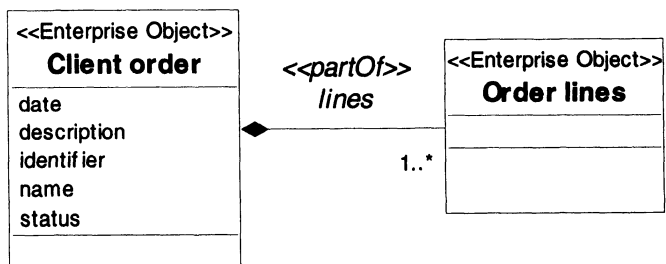 <<Enterprise Object>>
Client order
date
description
identifier
name
status
<<partOf>>
lines
1..*
<<Enterprise Object>>
Order lines